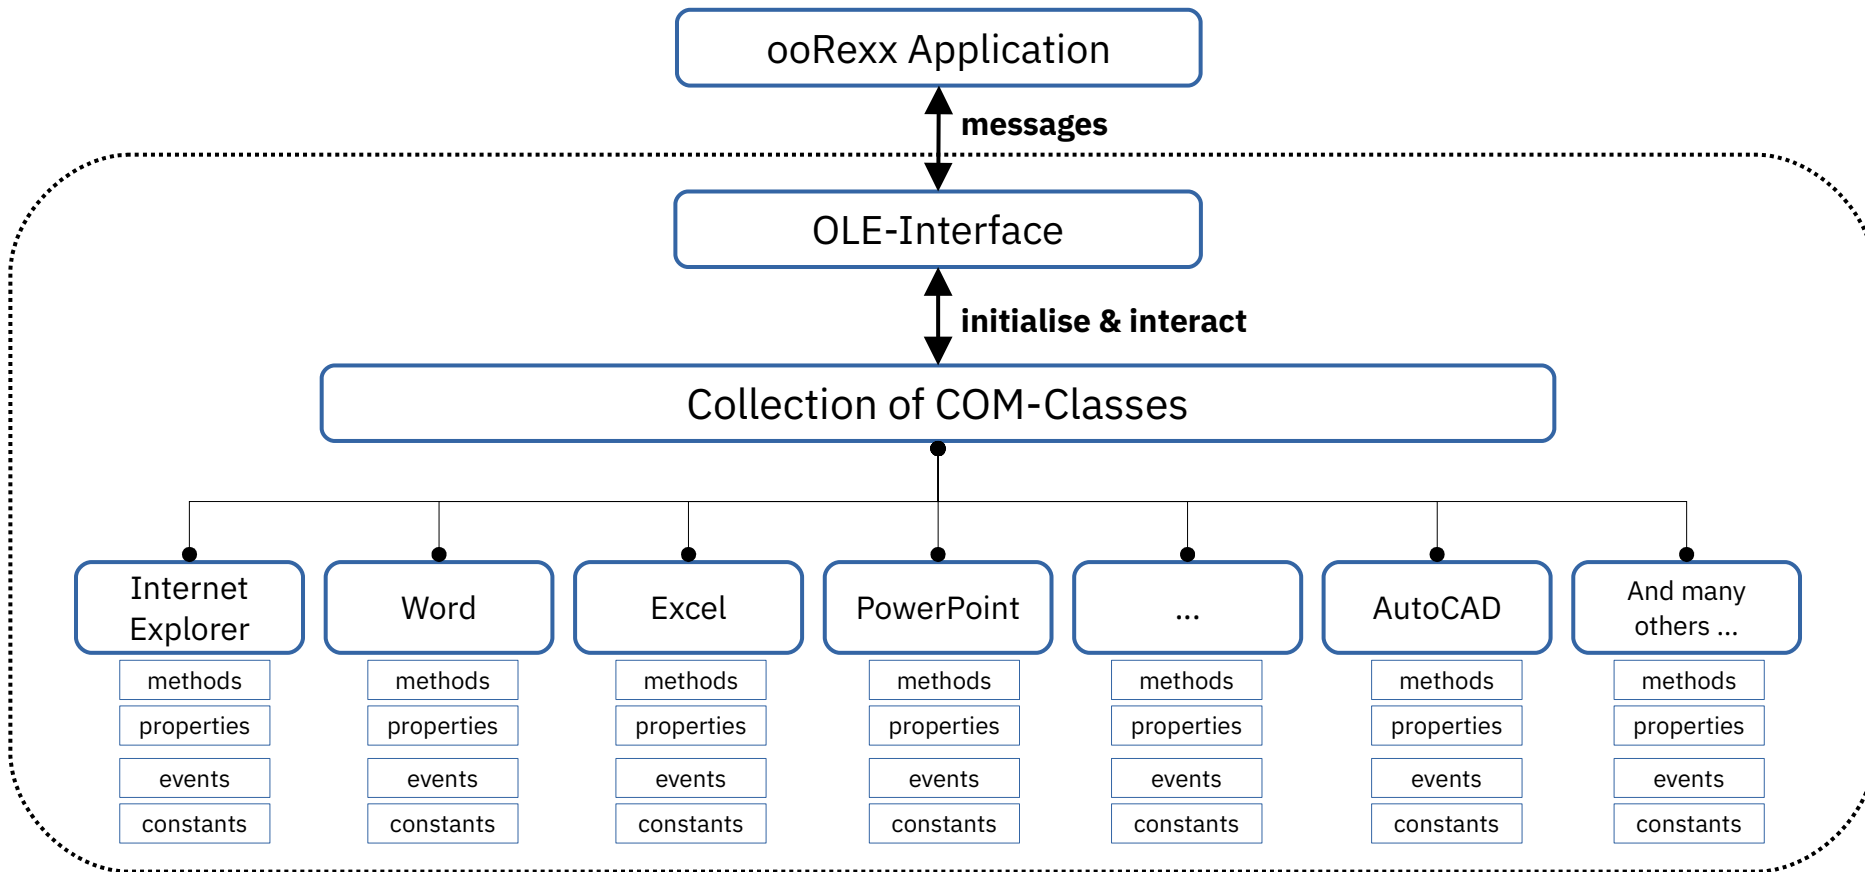 ooRexx Application
messages
OLE-Interface
initialise & interact
Collection of COM-Classes
Internet
Explorer
Word
Excel
PowerPoint
...
AutoCAD
And many
others ...
methods
methods
methods
methods
methods
methods
methods
properties
properties
properties
properties
properties
properties
properties
events
events
events
events
events
events
events
constants
constants
constants
constants
constants
constants
constants